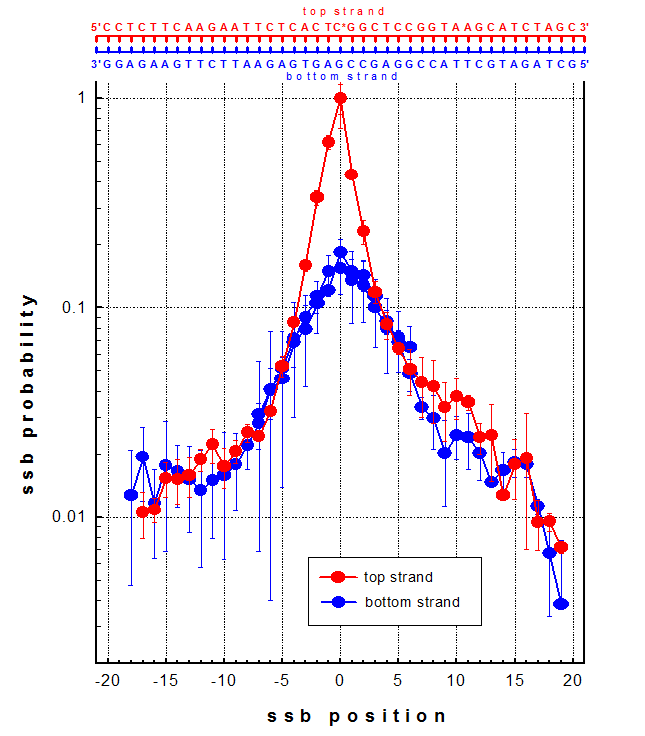 top strand
5'CCTCTTCAAGAATTCTCACTC*GGCTCCGGTAAGCATCTAGC3'
3'GGAGAAGTTCTTAAGAGTGAGCCGAGGCCATTCGTAGATCG5'
bottom strand
1
0.1
0.01
ssb probability
top strand
bottom strand
-20 -15 -10 -5 0 5 10 15 20
ssb position